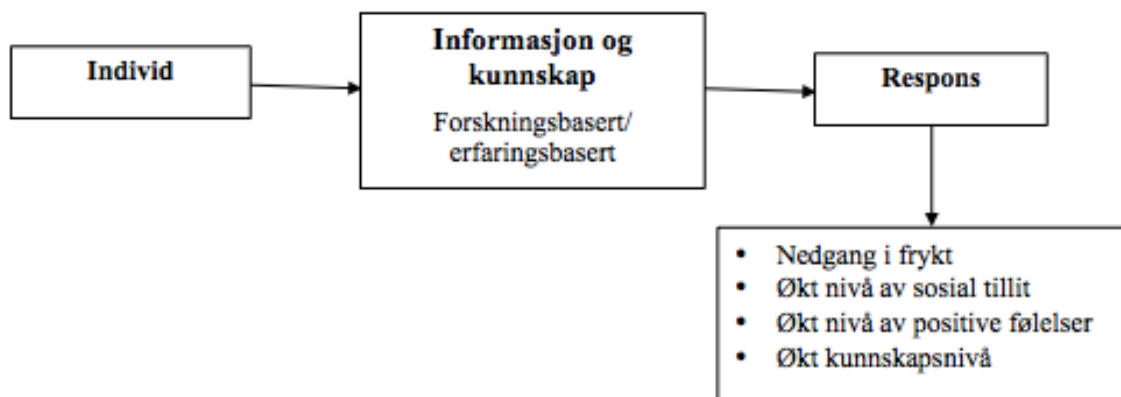 Individ
Informasjon og
kunnskap
Forskningsbasert/
erfaringsbasert
Respons
• Nedgang i frykt
• Økt nivå av sosial tillit
• Økt nivå av positive følelser
• Økt kunnskapsnivå